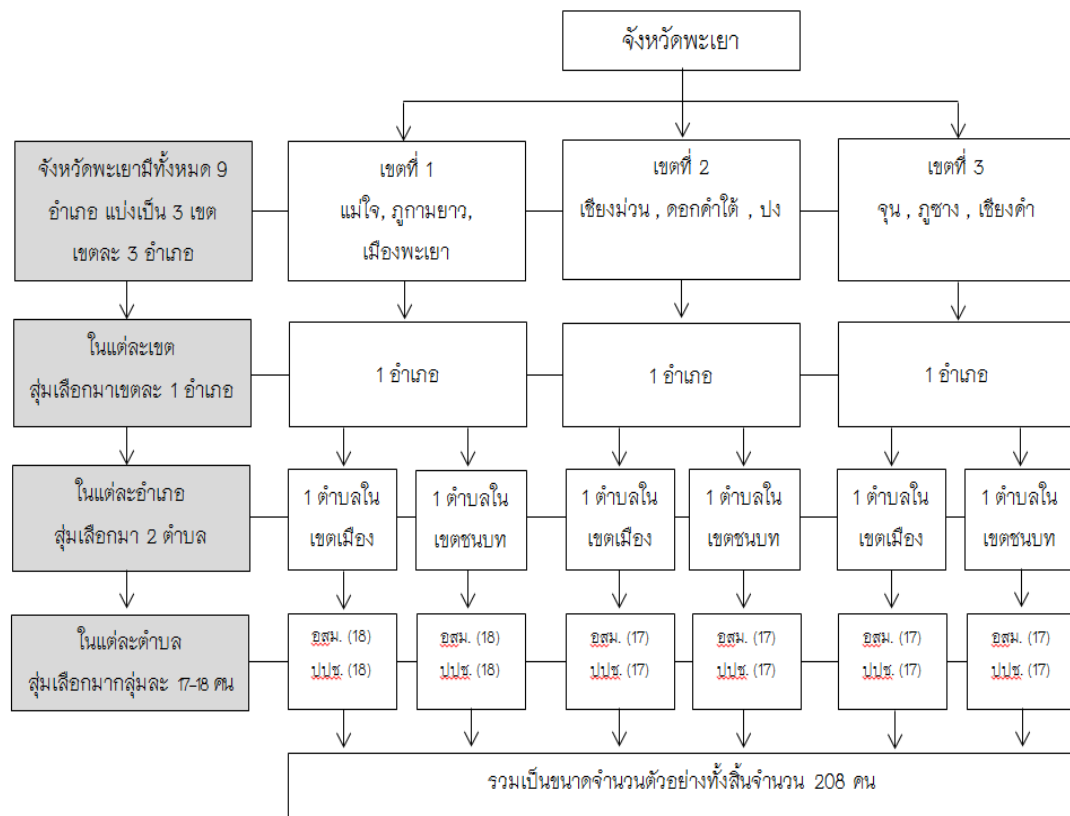 จังหวัดพะเยา
จังหวัดพะเยามีทั้งหมด 9
อำเภอ แบ่งเป็น 3 เขต
เขตละ 3 อำเภอ
เขตที่ 1
แม่ใจ, ภูกามยาว,
เมืองพะเยา
เขตที่ 2
เชียงม่วน , ดอกคำใต้ , ปง
เขตที่ 3
จุน , ภูซาง , เชียงคำ
ในแต่ละเขต
สุ่มเลือกมาเขตละ 1 อำเภอ
1 อำเภอ
1 อำเภอ
1 อำเภอ
ในแต่ละอำเภอ
สุ่มเลือกมา 2 ตำบล
1 ตำบลใน
เขตเมือง
1 ตำบลใน
เขตชนบท
1 ตำบลใน
เขตเมือง
1 ตำบลใน
เขตชนบท
1 ตำบลใน
เขตเมือง
1 ตำบลใน
เขตชนบท
ในแต่ละตำบล
สุ่มเลือกมากลุ่มละ 17-18 คน
อสม. (18)
ปปช. (18)
อสม. (18)
ปปช. (18)
อสม. (17)
ปปช. (17)
อสม. (17)
ปปช. (17)
อสม. (17)
ปปช. (17)
อสม. (17)
ปปช. (17)
รวมเป็นขนาดจำนวนตัวอย่างทั้งสิ้นจำนวน 208 คน